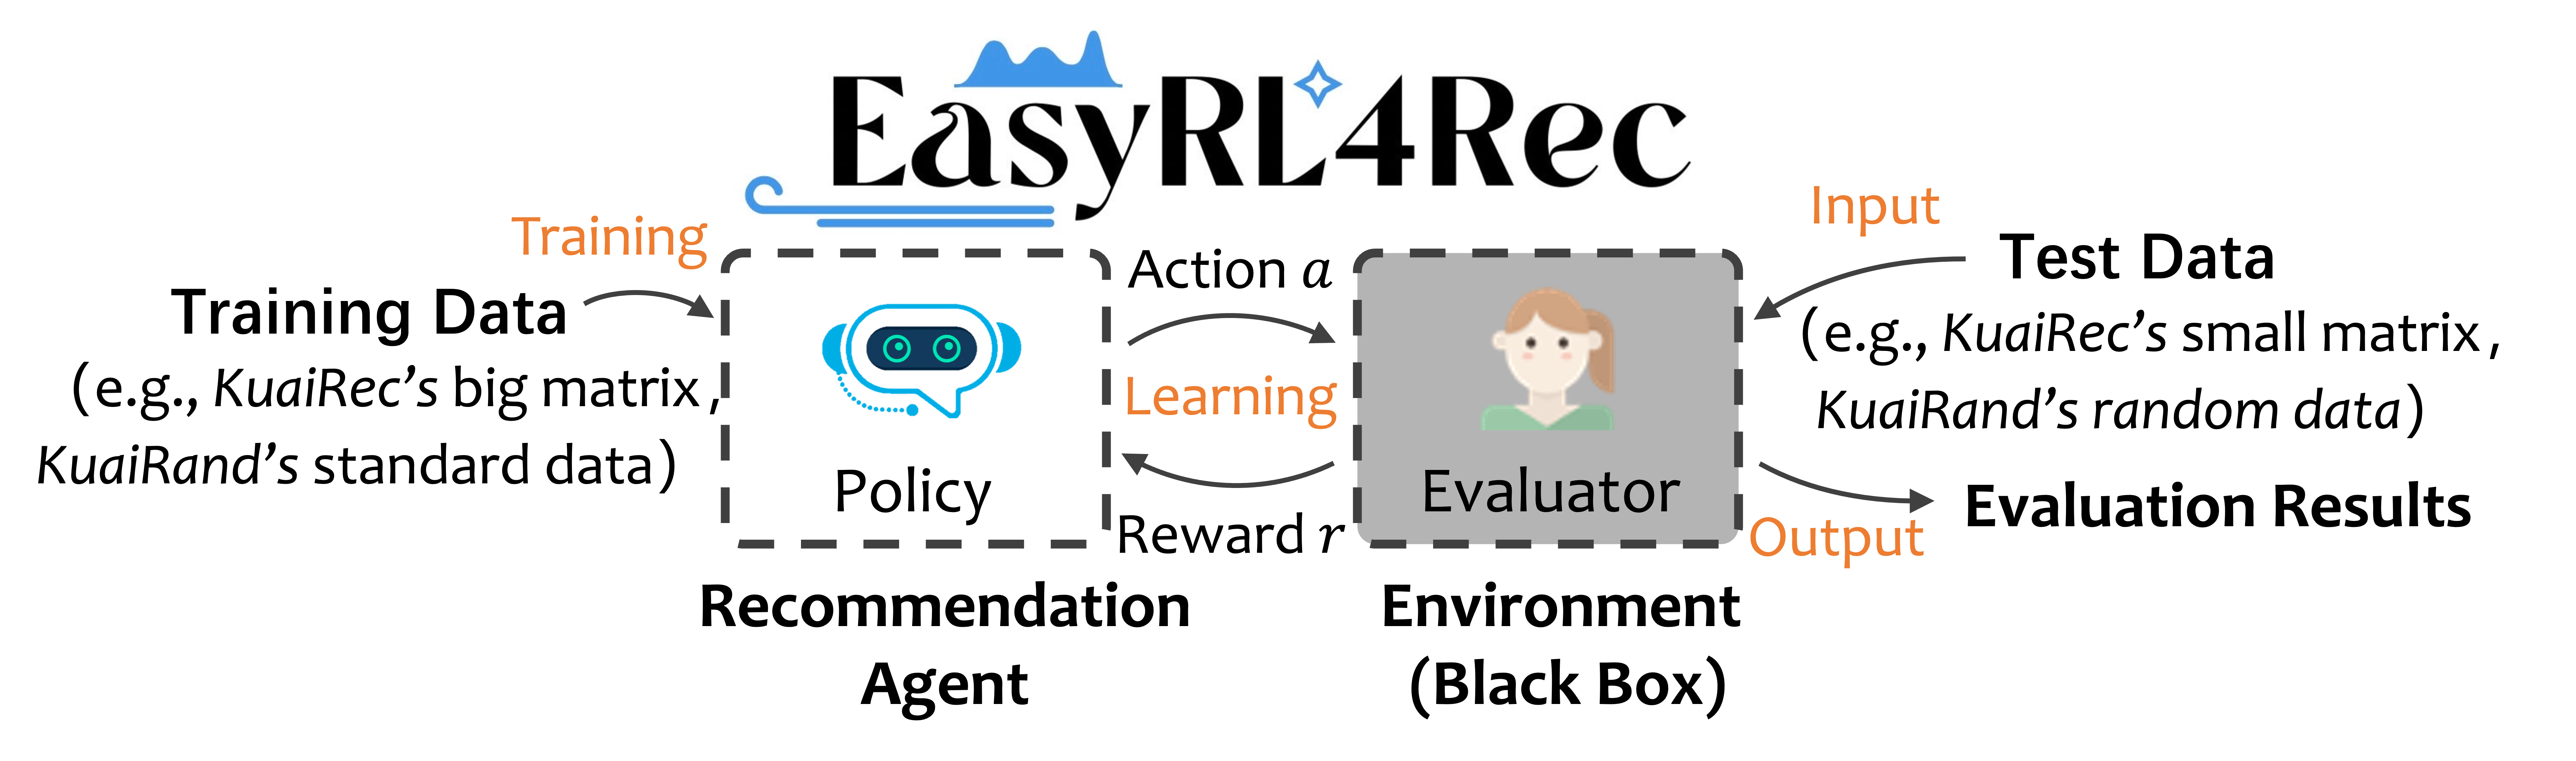 EasyRL4Rec
Training
Training Data
(e.g., KuaiRec's big matrix,
KuaiRand's standard data)
Policy
Recommendation
Agent
Action a
Learning
Reward r
Evaluator
Environment
(Black Box)
Input
Test Data
(e.g., KuaiRec's small matrix,
KuaiRand's random data)
Output
Evaluation Results